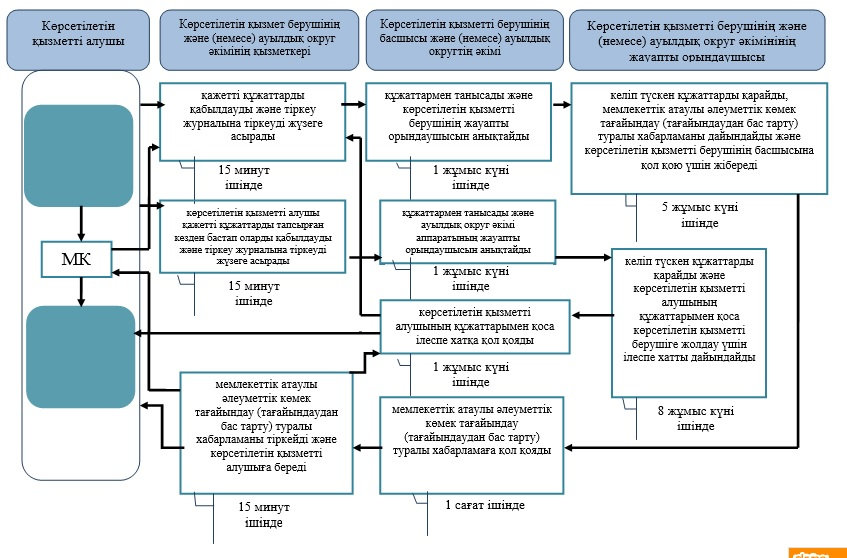 Көрсетілетін
қызметті алушы
Көрсетілетін қызмет берушінің
және (немесе) ауылдық округ
әкімінің қызметкері
Көрсетілетін қызметті берушінің
басшысы және (немесе) ауылдық
округтің әкімі
Көрсетілетін қызметті берушінің және
(немесе) ауылдық округ әкімінінің
жауапты орындаушысы
қажетті құжаттарды
қабылдауды және тіркеу
журналына тіркеуді жүзеге
асырады
15 минут
ішінде
құжаттармен танысады және
көрсетілетін қызметті
берушінің жауапты
орындаушысын анықтайды
1 жұмыс күні
ішінде
келіп түскен құжаттарды қарайды,
мемлекеттік атаулы әлеуметтік көмек
тағайындау (тағайындаудан бас тарту)
туралы хабарламаны дайындайды және
көрсетілетін қызметті берушінің басшысына
қол қою үшін жібереді
5 жұмыс күні
ішінде
МК
көрсетілетін қызметті алушы
қажетті құжаттарды тапсырған
кезден бастап оларды қабылдауды
және тіркеу журналына тіркеуді
жүзеге асырады
15 минут
ішінде
құжаттармен танысады және
ауылдық округ әкімі
аппаратының жауапты
орындаушысын анықтайды
1 жұмыс күні
ішінде
келіп түскен құжаттарды
қарайды және
көрсетілетін қызметті
алушының
құжаттарымен қоса
көрсетілетін қызметті
берушіге жолдау үшін
ілеспе хатты дайындайды
8 жұмыс күні
ішінде
көрсетілетін қызметті
алушының құжаттарымен қоса
ілеспе хатқа қол қояды
1 жұмыс күні
ішінде
мемлекеттік атаулы
әлеуметтік көмек
тағайындау (тағайындаудан
бас тарту) туралы
хабарламаны тіркейді және
көрсетілетін қызметті
алушыға береді
15 минут
ішінде
мемлекеттік атаулы әлеуметтік
көмек тағайындау
(тағайындаудан бас тарту)
туралы хабарламаға қол қояды
1 сағат ішінде